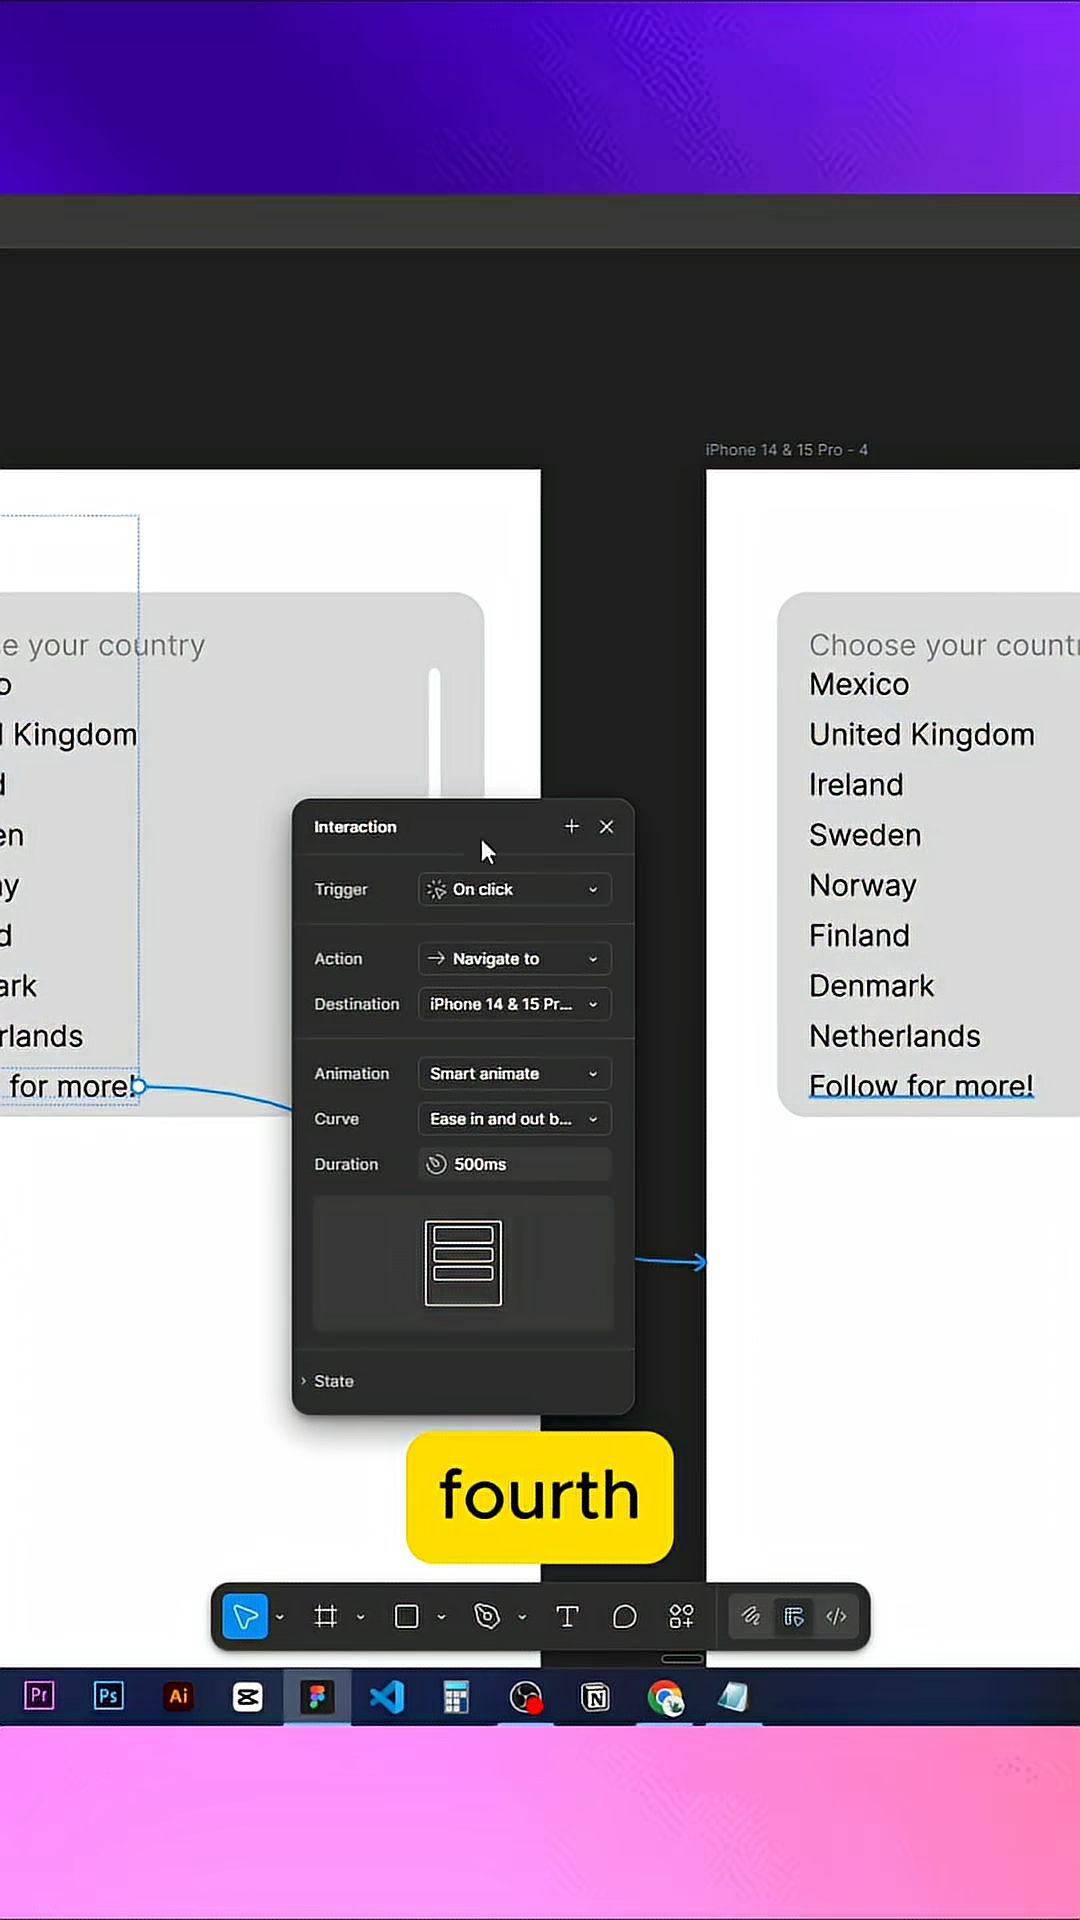 iPhone 14 & 15 Pro - 4
e your country
o
l Kingdom
d
en
y
d
ark
rlands
for more!
Choose your countr
Mexico
United Kingdom
Ireland
Sweden
Norway
Finland
Denmark
Netherlands
Follow for more!
Interaction
Trigger On click
Action Navigate to
Destination iPhone 14 & 15 Pr...
Animation Smart animate
Curve Ease in and out b...
Duration 500ms
State
fourth
Pr Ps Ai